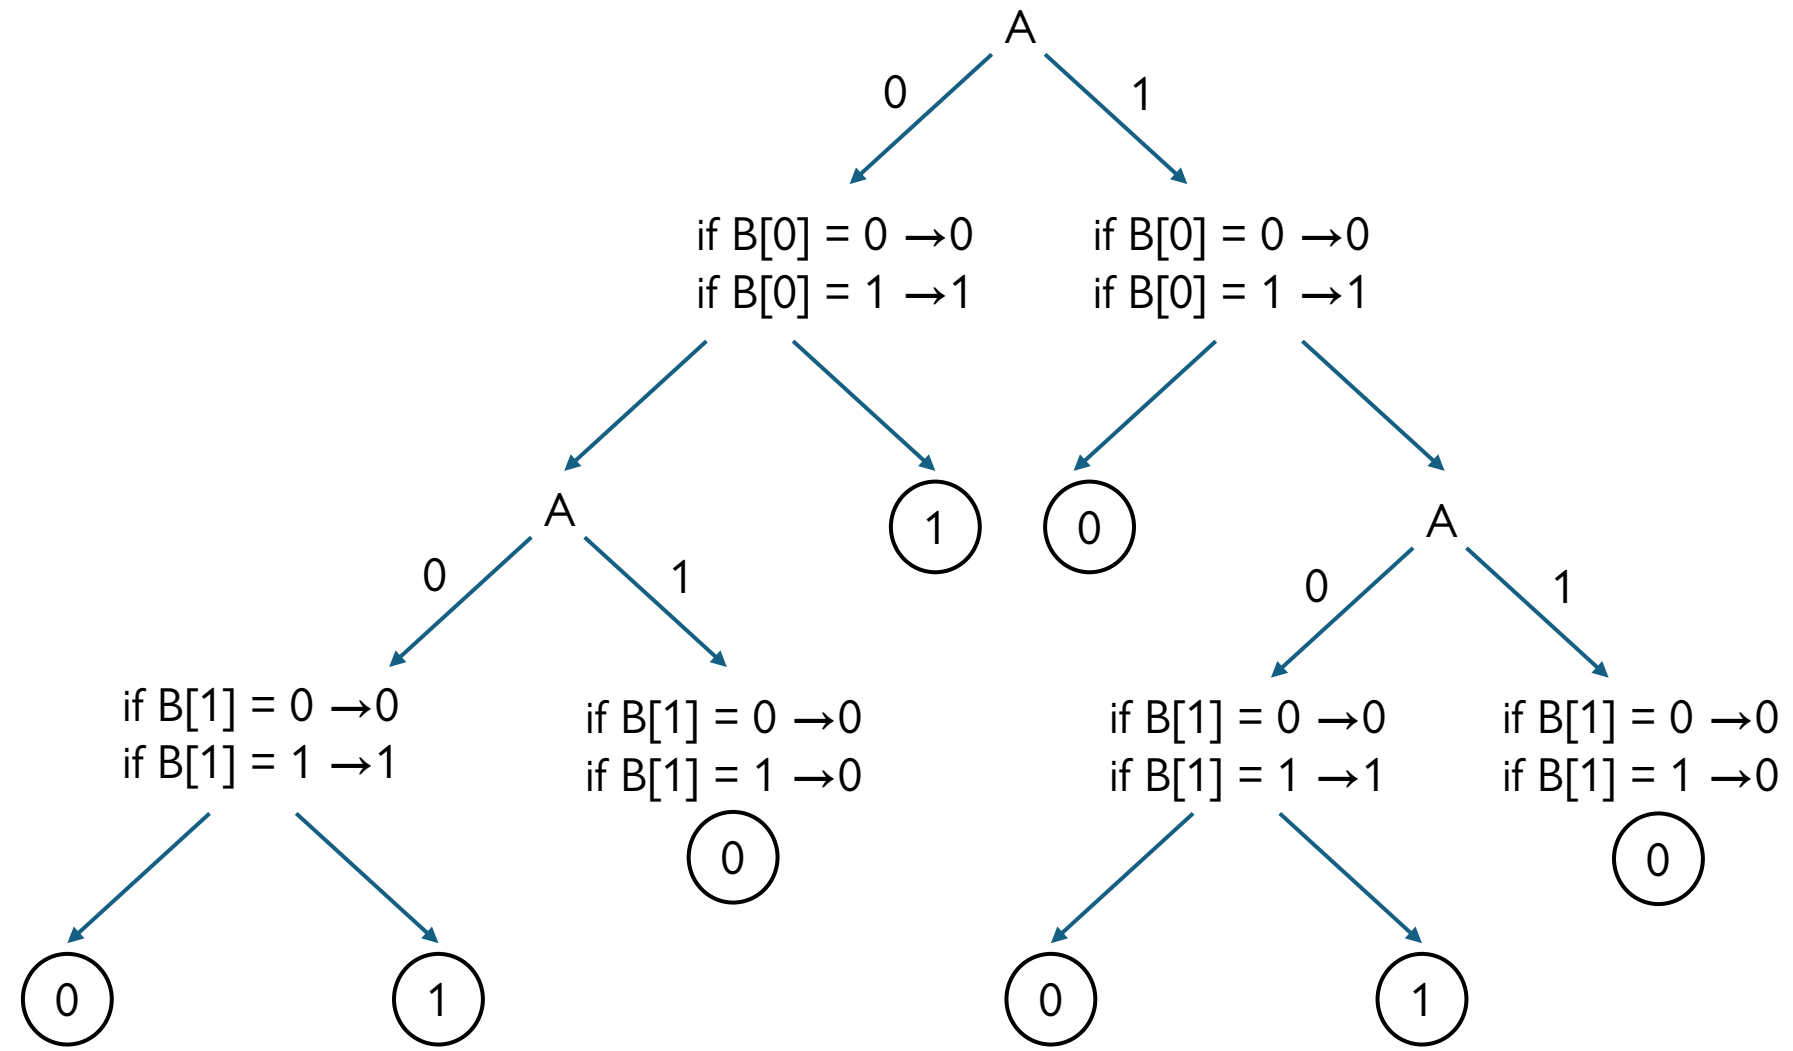 A
0 1
if B[0] = 0 →0 if B[0] = 0 →0
if B[0] = 1 →1 if B[0] = 1 →1
A 1 0 A
0 1 0 1
if B[1] = 0 →0 if B[1] = 0 →0 if B[1] = 0 →0 if B[1] = 0 →0
if B[1] = 1 →1 if B[1] = 1 →0 if B[1] = 1 →1 if B[1] = 1 →0
0 0
0 1 0 1